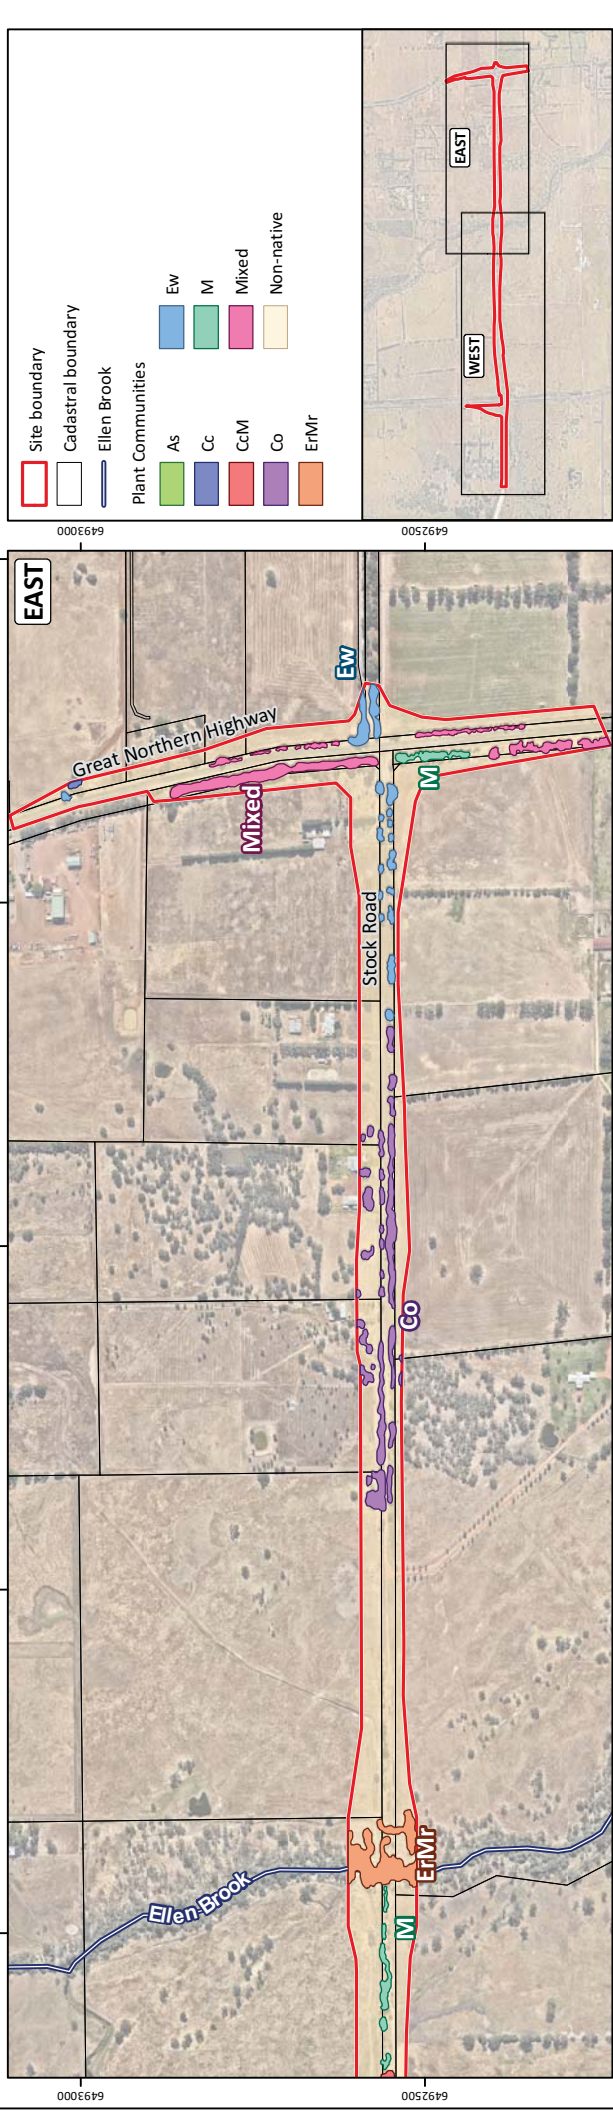 Site boundary
Cadastral boundary
Ellen Brook
Plant Communities
As
Cc
CcM
Co
ErMr
Ew
M
Mixed
Non-native
WEST
EAST
EAST
6493000
6492500
Great Northern Highway
Ew
Mixed
M
Stock Road
Co
Ellen Brook
ErMr
M
6493000
6492500